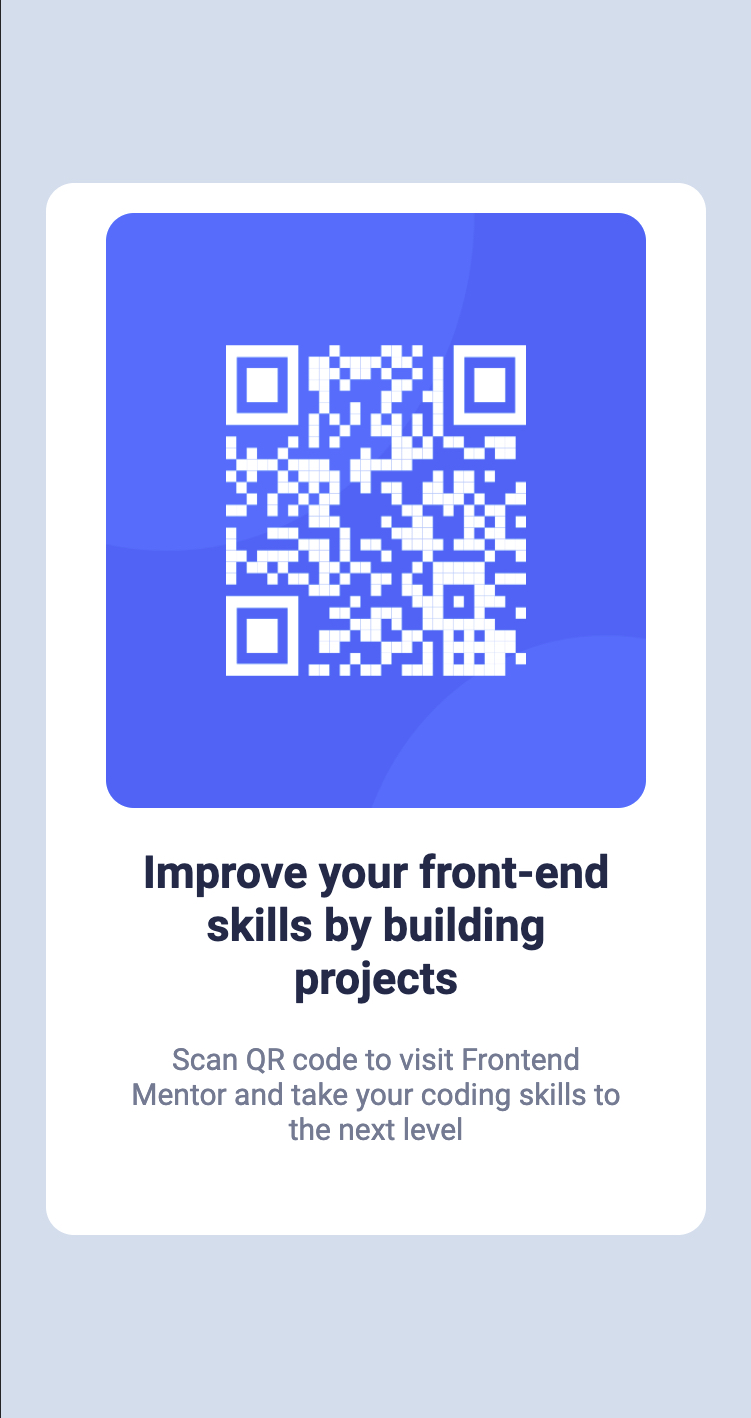 Improve your front-end
skills by building
projects
Scan QR code to visit Frontend
Mentor and take your coding skills to
the next level